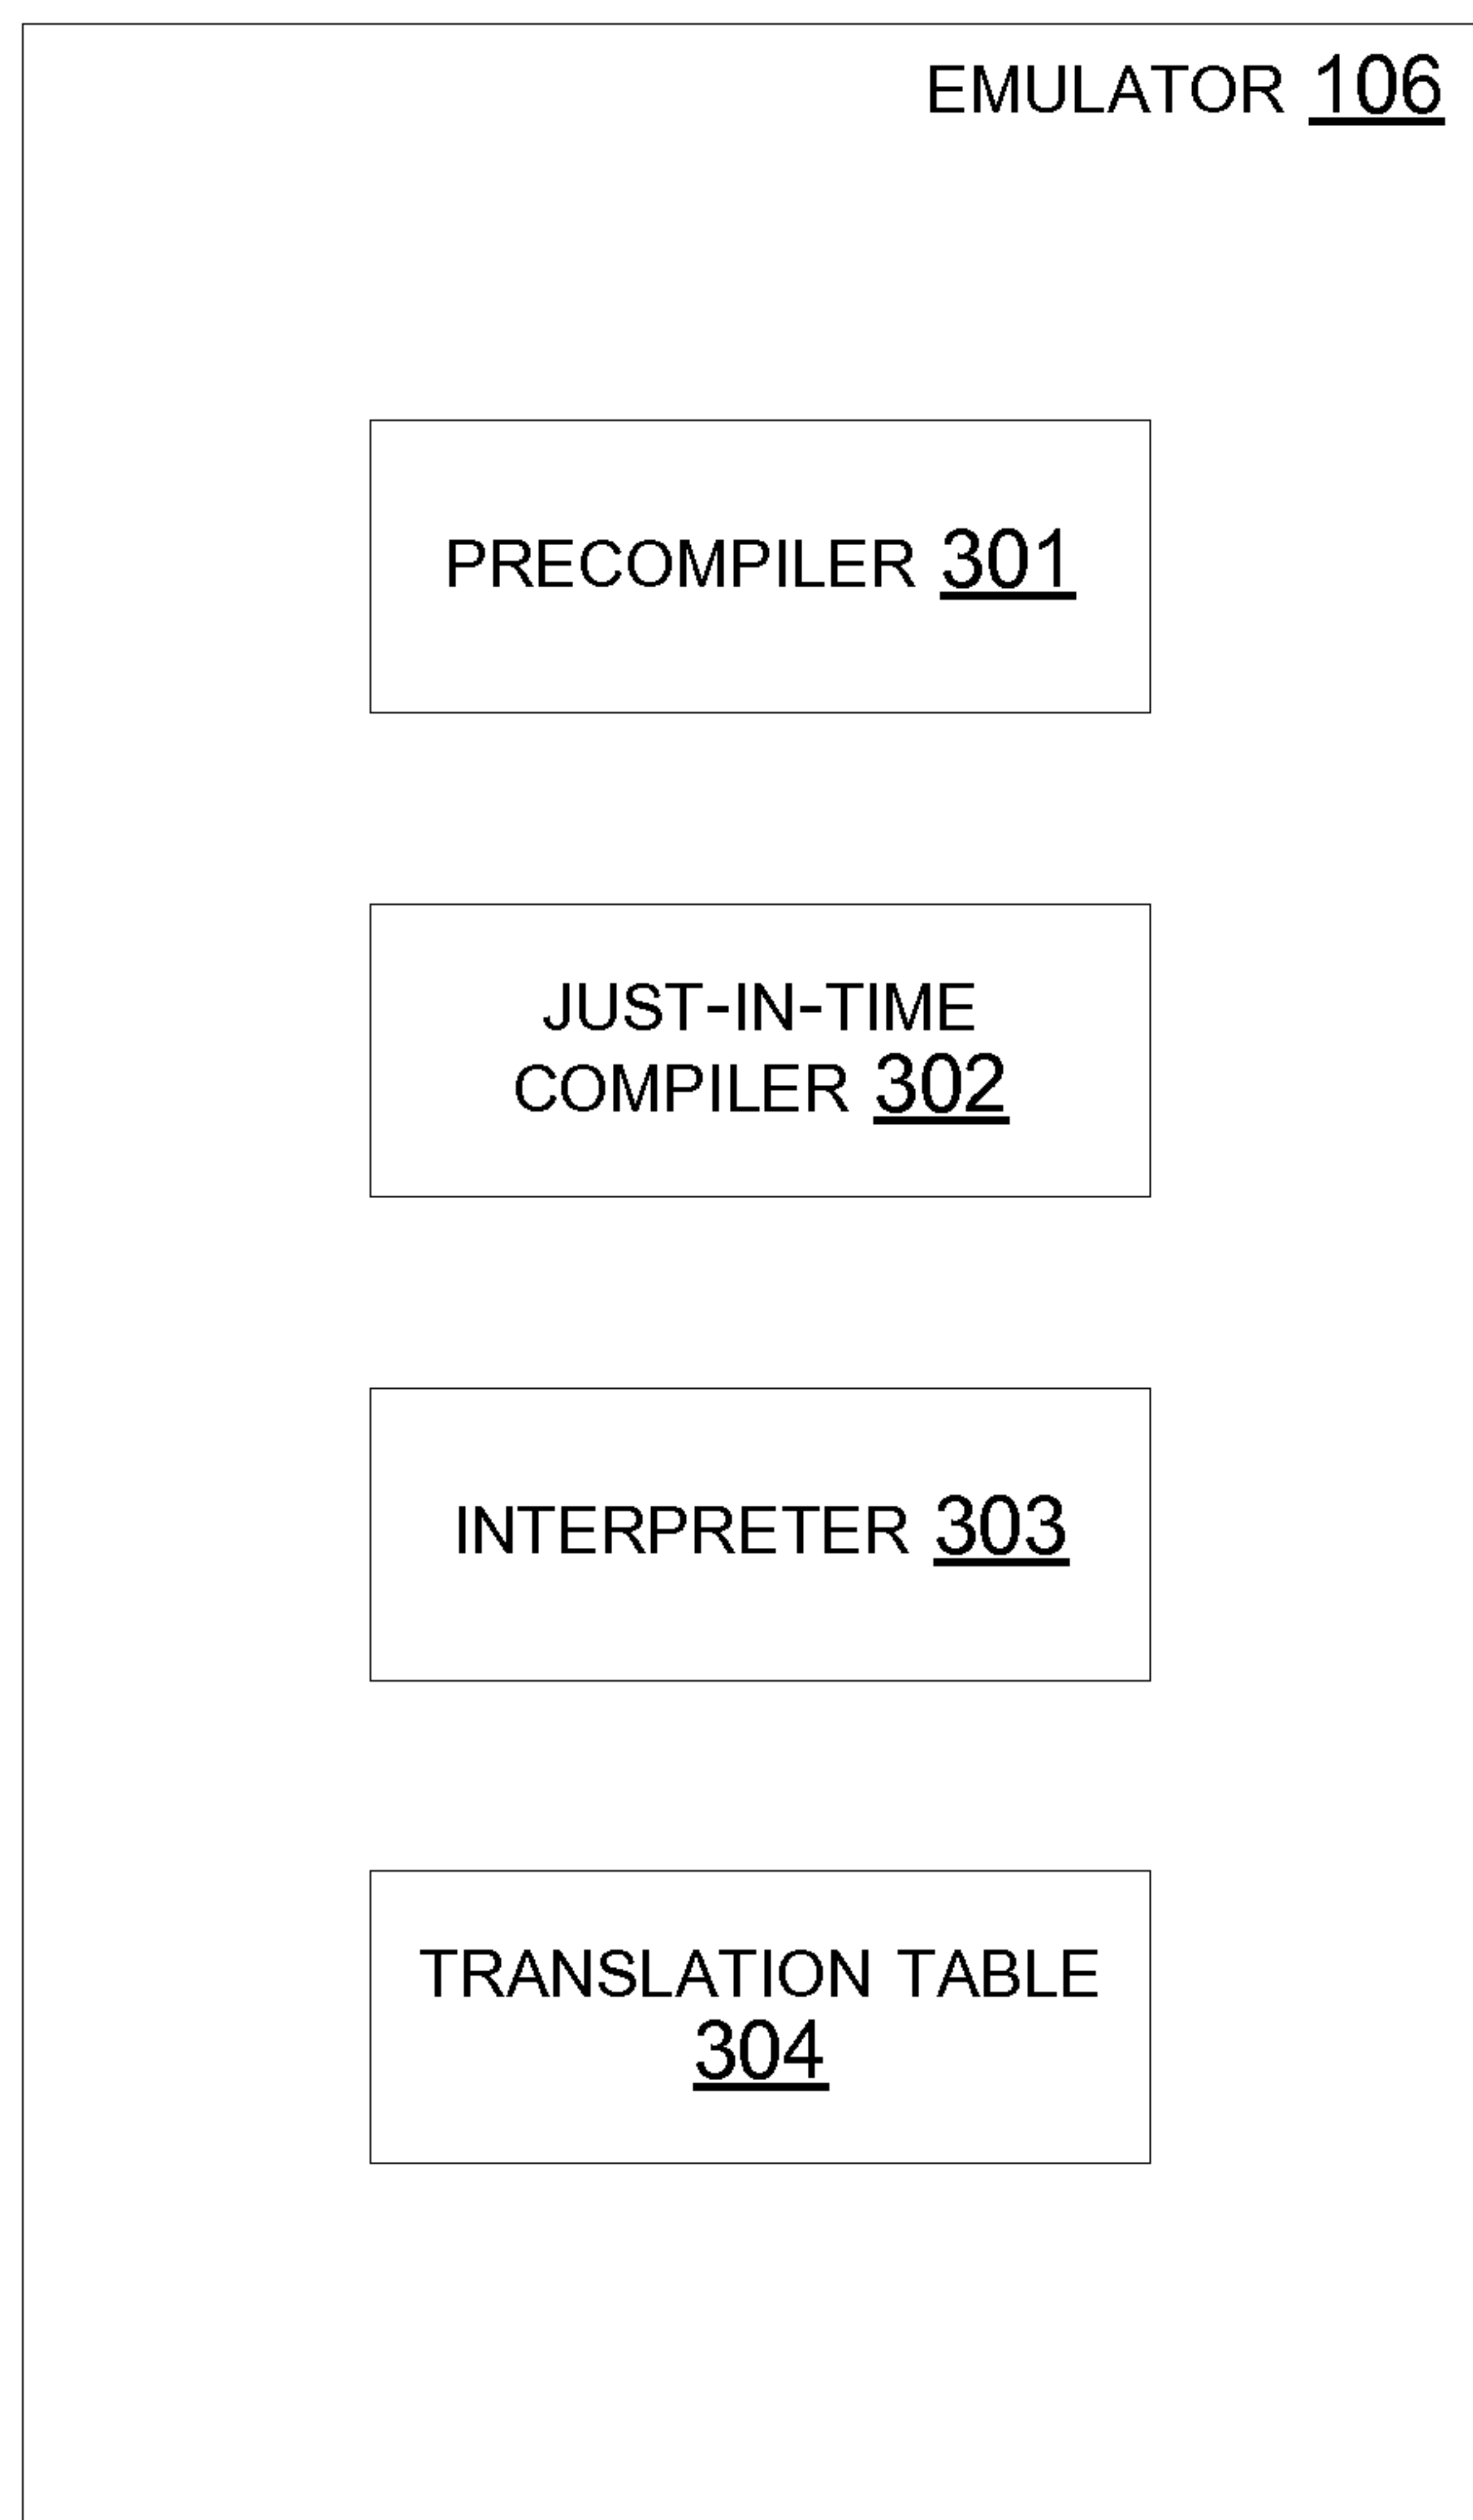 EMULATOR 106
PRECOMPILER 301
JUST-IN-TIME
COMPILER 302
INTERPRETER 303
TRANSLATION TABLE
304